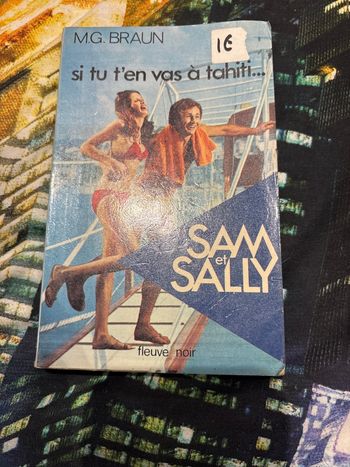 M.G. BRAUN
1€
si tu t'en vas à tahiti...
SAM
et
SALLY
fleuve noir